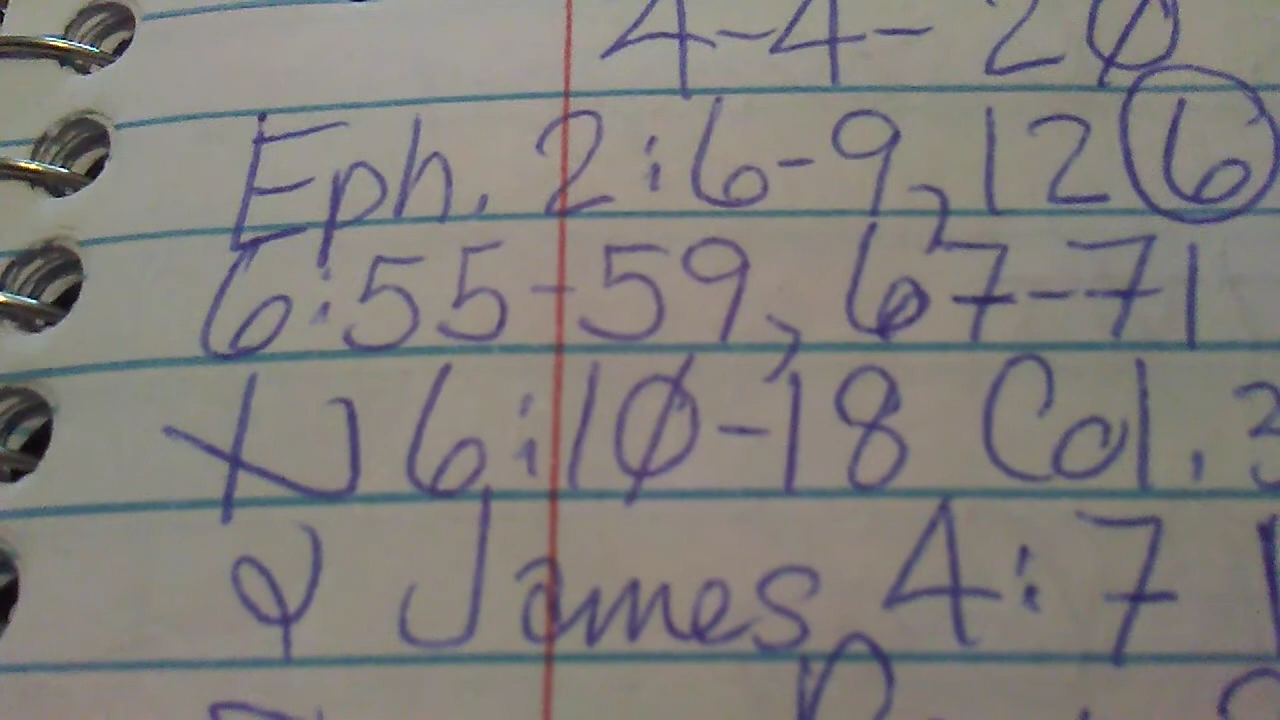 4-4-20
Eph. 2:6-9, 12 6
6:55-59, 67-71
6:10-18 Col. 3
& James 4:7